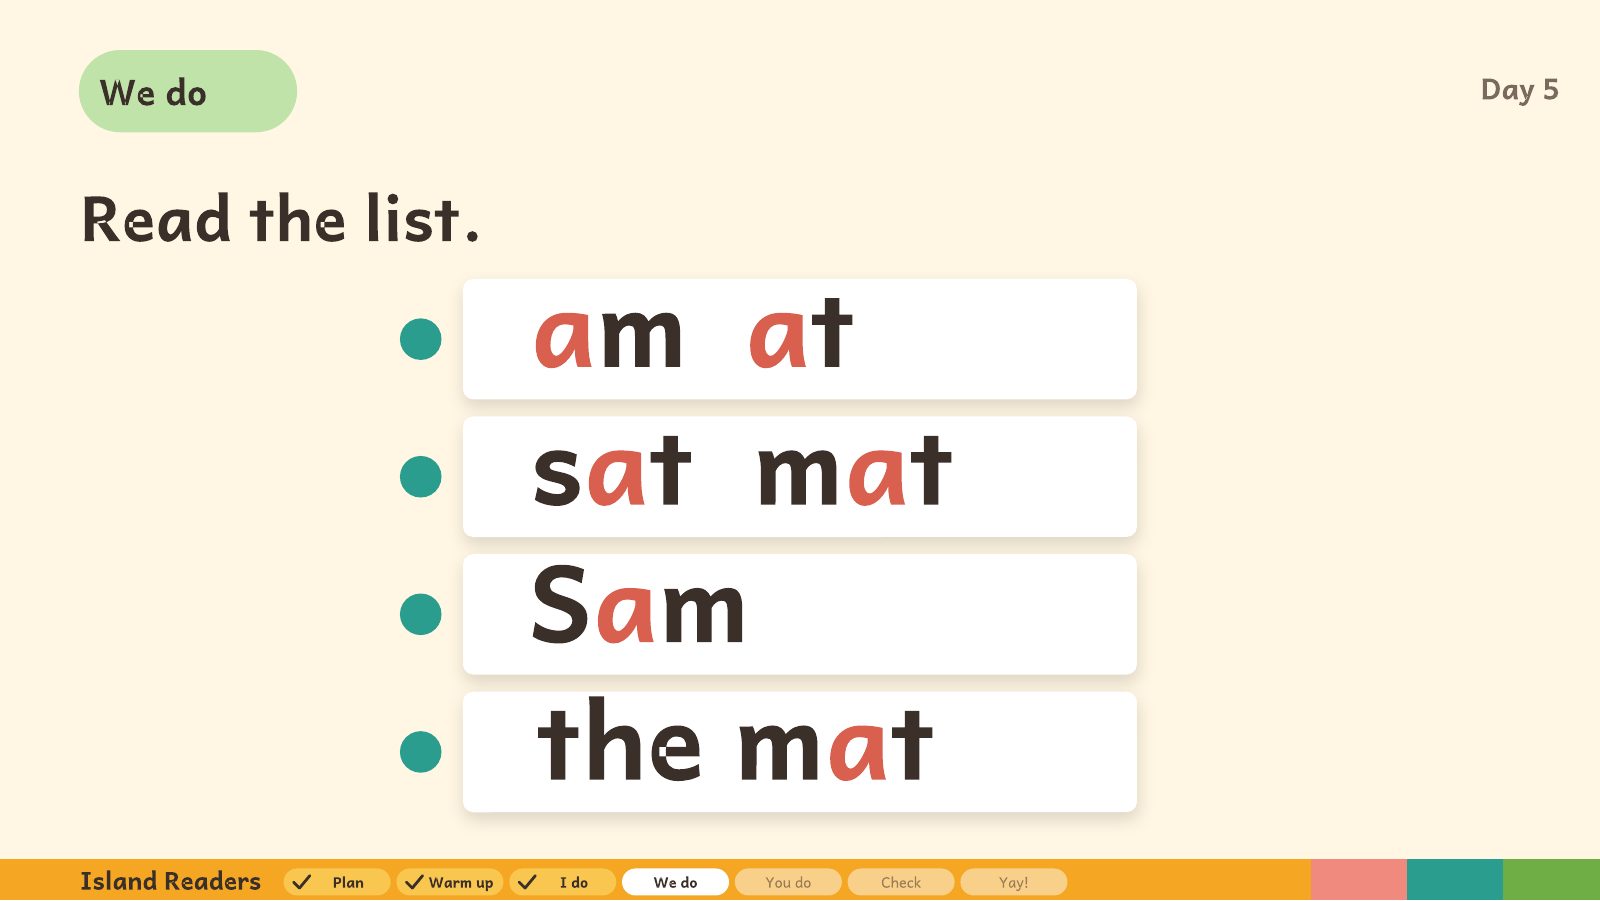 We do
Day 5
Read the list.
am at
sat mat
Sam
the mat
Island Readers Plan Warm up I do We do You do Check Yay!